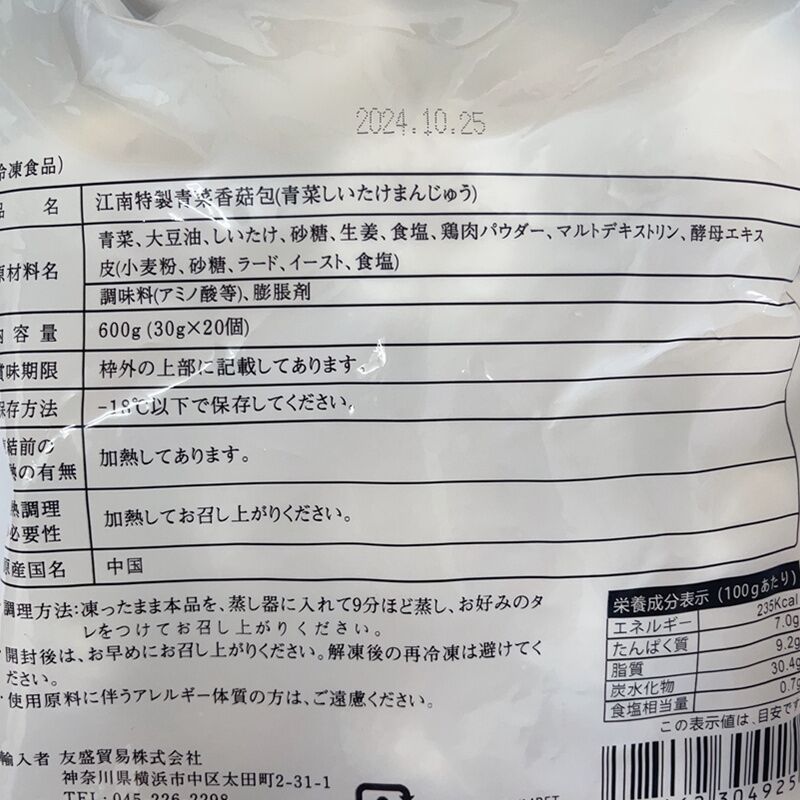 2024.10.25
冷凍食品)
品 名 江南特製青菜香菇包(青菜しいたけまんじゅう)
原材料名 青菜、大豆油、しいたけ、砂糖、生姜、食塩、鶏肉パウダー、マルトデキストリン、酵母エキス
皮(小麦粉、砂糖、ラード、イースト、食塩)
調味料(アミノ酸等)、膨脹剤
内容量 600g (30g×20個)
賞味期限 枠外の上部に記載してあります。
保存方法 -18℃以下で保存してください。
凍結前の
加熱の有無 加熱してあります。
加熱調理
必要性 加熱してお召し上がりください。
原産国名 中国
調理方法:凍ったまま本品を、蒸し器に入れて9分ほど蒸し、お好みのタ
レをつけてお召し上がりください。
開封後は、お早めにお召し上がりください。解凍後の再冷凍は避けてく
ださい。
使用原料に伴うアレルギー体質の方は、ご遠慮ください。
輸入者 友盛貿易株式会社
神奈川県横浜市中区太田町2-31-1
TEL:045-226-2298
栄養成分表示 (100gあたり)
エネルギー 235Kcal
たんぱく質 7.0g
脂質 9.2g
炭水化物 30.4g
食塩相当量 0.7g
この表示値は、目安です
304925